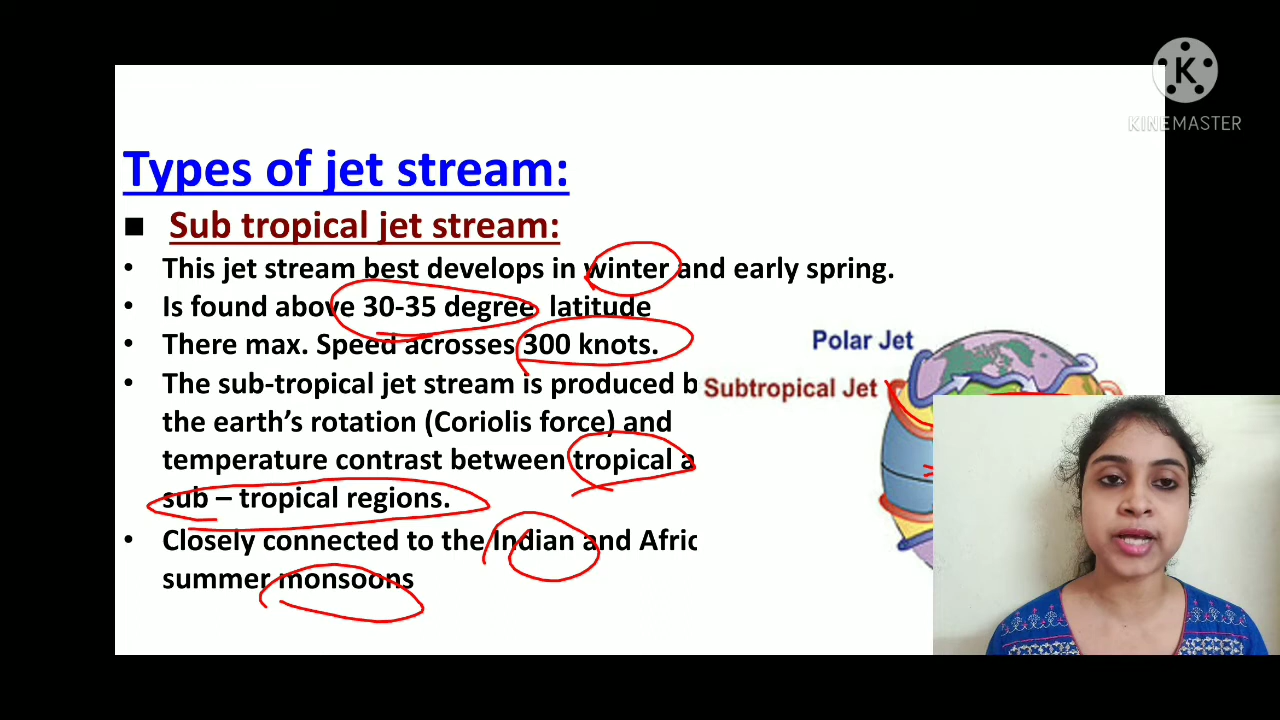 K
KINEMASTER
Types of jet stream:
Sub tropical jet stream:
• This jet stream best develops in winter and early spring.
• Is found above 30-35 degree latitude
• There max. Speed acrosses 300 knots.
• The sub-tropical jet stream is produced b
the earth's rotation (Coriolis force) and
temperature contrast between tropical a
sub – tropical regions.
• Closely connected to the Indian and Afric
summer monsoons
Polar Jet
Subtropical Jet